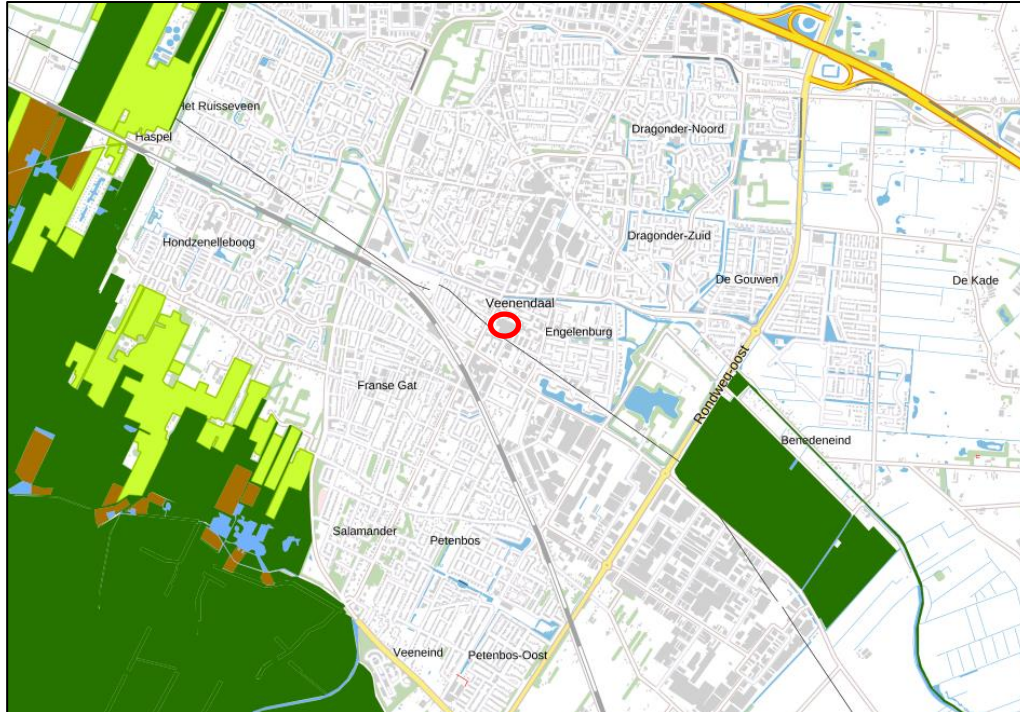 Het Ruisseveen
Haspel
Dragonder-Noord
Hondzenelleboog
Dragonder-Zuid
De Gouwen
De Kade
Veenendaal
Engelenburg
Franse Gat
Rondweg-oost
Benedeneind
Salamander
Petenbos
Veeneind
Petenbos-Oost